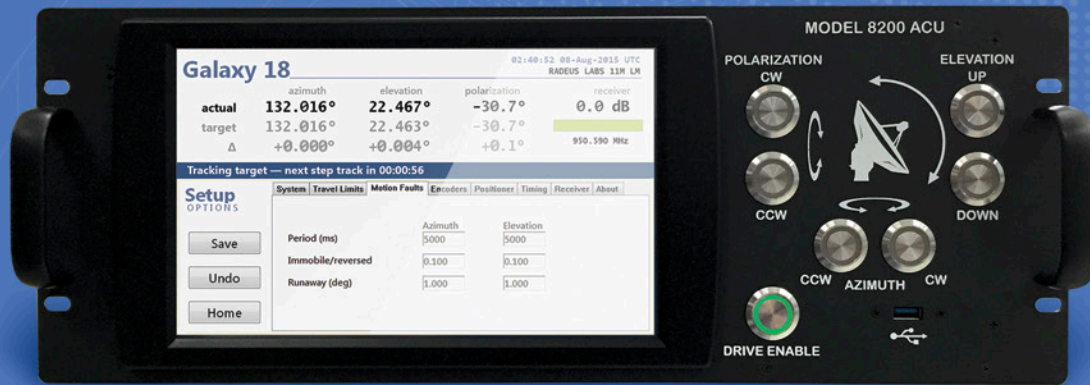 MODEL 8200 ACU
Galaxy 18
02:40:52 08-Aug-2015 UTC
RADEUS LABS 11M LM
azimuth elevation polarization receiver
actual 132.016° 22.467° -30.7° 0.0 dB
target 132.016° 22.463° -30.7°
Δ +0.000° +0.004° +0.1° 950.590 MHz
Tracking target — next step track in 00:00:56
Setup
OPTIONS
System Travel Limits Motion Faults Encoders Positioner Timing Receiver About
Azimuth Elevation
Period (ms) 5000 5000
Immobile/reversed 0.100 0.100
Runaway (deg) 1.000 1.000
Save
Undo
Home
POLARIZATION
CW
CCW
ELEVATION
UP
DOWN
CCW AZIMUTH CW
DRIVE ENABLE